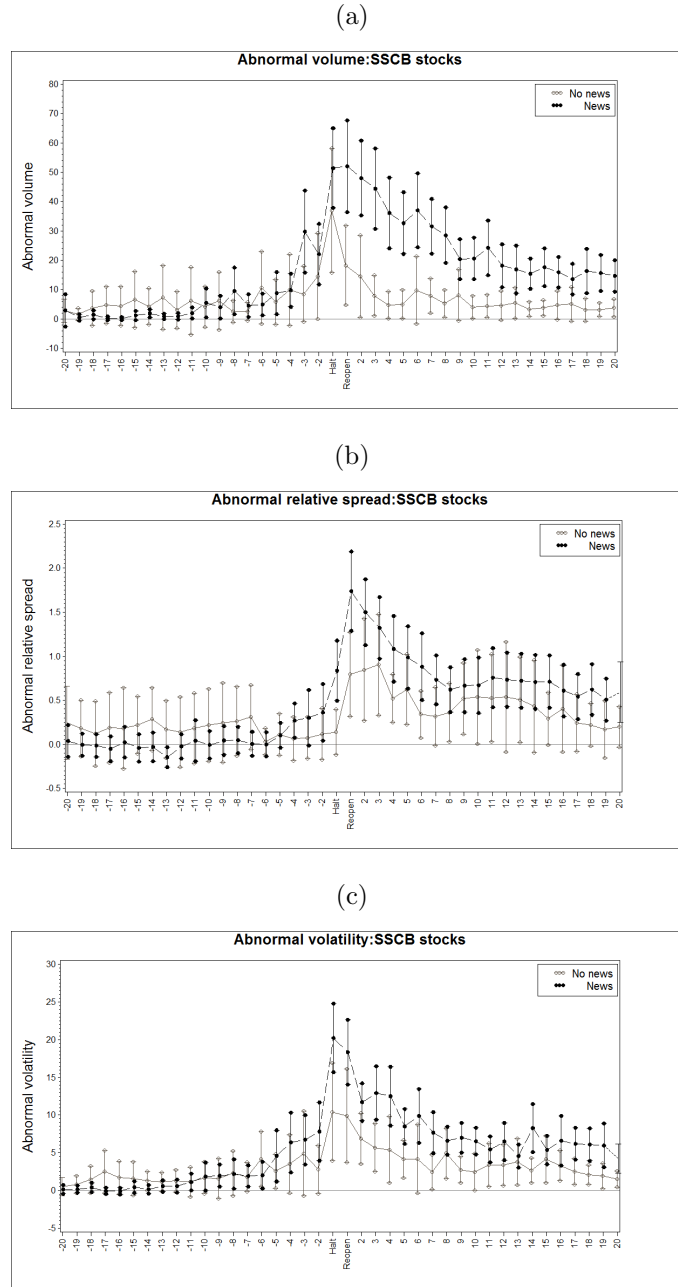 (a)
Abnormal volume:SSCB stocks
No news
News
Abnormal volume
80
70
60
50
40
30
20
10
0
-10
-20 -19 -18 -17 -16 -15 -14 -13 -12 -11 -10 -9 -8 -7 -6 -5 -4 -3 -2 Halt Reopen 2 3 4 5 6 7 8 9 10 11 12 13 14 15 16 17 18 19 20
(b)
Abnormal relative spread:SSCB stocks
No news
News
Abnormal relative spread
2.5
2.0
1.5
1.0
0.5
0.0
-0.5
-20 -19 -18 -17 -16 -15 -14 -13 -12 -11 -10 -9 -8 -7 -6 -5 -4 -3 -2 Halt Reopen 2 3 4 5 6 7 8 9 10 11 12 13 14 15 16 17 18 19 20
(c)
Abnormal volatility:SSCB stocks
No news
News
Abnormal volatility
30
25
20
15
10
5
0
-5
-20 -19 -18 -17 -16 -15 -14 -13 -12 -11 -10 -9 -8 -7 -6 -5 -4 -3 -2 Halt Reopen 2 3 4 5 6 7 8 9 10 11 12 13 14 15 16 17 18 19 20